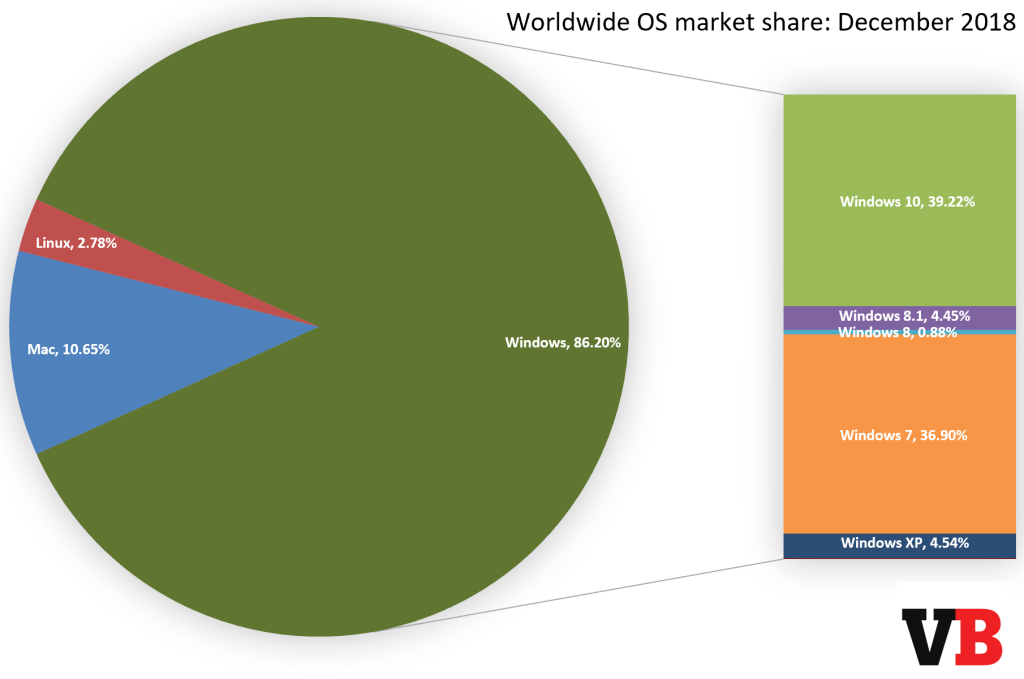 Worldwide OS market share: December 2018
Linux, 2.78%
Mac, 10.65%
Windows, 86.20%
Windows 10, 39.22%
Windows 8.1, 4.45%
Windows 8, 0.88%
Windows 7, 36.90%
Windows XP, 4.54%
VB